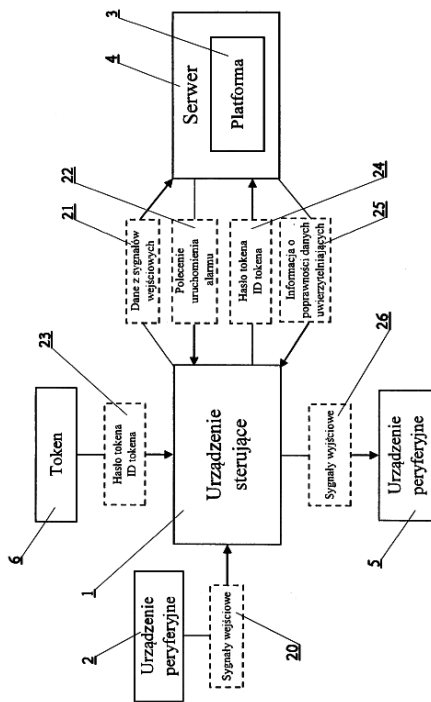 6
Token
23
Hasło tokena
ID tokena
2
Urządzenie
peryferyjne
20
Sygnały wejściowe
1
Urządzenie
sterujące
21
Dane z sygnałów
wejściowych
22
Polecenie
uruchomienia
alarmu
24
Hasło tokena
ID tokena
25
Informacja o
poprawności danych
uwierzytelniających
4
3
Serwer
Platforma
26
Sygnały wyjściowe
5
Urządzenie
peryferyjne